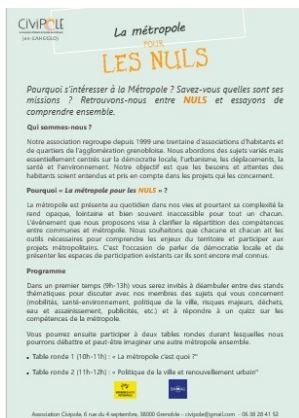 CIVIPOLE
(ex-LAHGGLO)
La métropole
POUR
LES NULS
Pourquoi s'intéresser à la Métropole ? Savez-vous quelles sont ses
missions ? Retrouvons-nous entre NULS et essayons de
comprendre ensemble.
Qui sommes-nous ?
Notre association regroupe depuis 1999 une trentaine d'associations d'habitants et
de quartiers de l'agglomération grenobloise. Nous abordons des sujets variés mais
essentiellement centrés sur la démocratie locale, l'urbanisme, les déplacements, la
santé et l'environnement. Notre objectif est que les besoins et attentes des
habitants soient entendus et pris en compte dans les projets qui les concernent.
Pourquoi « La métropole pour les NULS » ?
La métropole est présente au quotidien dans nos vies et pourtant sa complexité la
rend opaque, lointaine et bien souvent inaccessible pour tout un chacun.
L'événement que nous proposons vise à clarifier la répartition des compétences
entre communes et métropole. Nous souhaitons que chacune et chacun ait les
outils nécessaires pour comprendre les enjeux du territoire et participer aux
projets métropolitains. C'est l'occasion de parler de démocratie locale et de
présenter les espaces de participation existants car ils sont encore mal connus.
Programme
Dans un premier temps (9h-13h) vous serez invités à déambuler entre des stands
thématiques pour discuter avec nos membres des sujets qui vous concernent
(mobilités, santé-environnement, politique de la ville, risques majeurs, déchets,
eau et assainissement, publicités, etc.) et à répondre à un quizz sur les
compétences de la métropole.
Vous pourrez ensuite participer à deux tables rondes durant lesquelles nous
pourrons débattre et peut-être imaginer une autre métropole ensemble.
• Table ronde 1 (10h-11h) : « La métropole c'est quoi ?"
• Table ronde 2 (11h-12h) : « Politique de la ville et renouvellement urbain"
Association Civipole, 6 rue du 4 septembre, 38000 Grenoble - civipole@gmail.com - 06 38 28 41 52